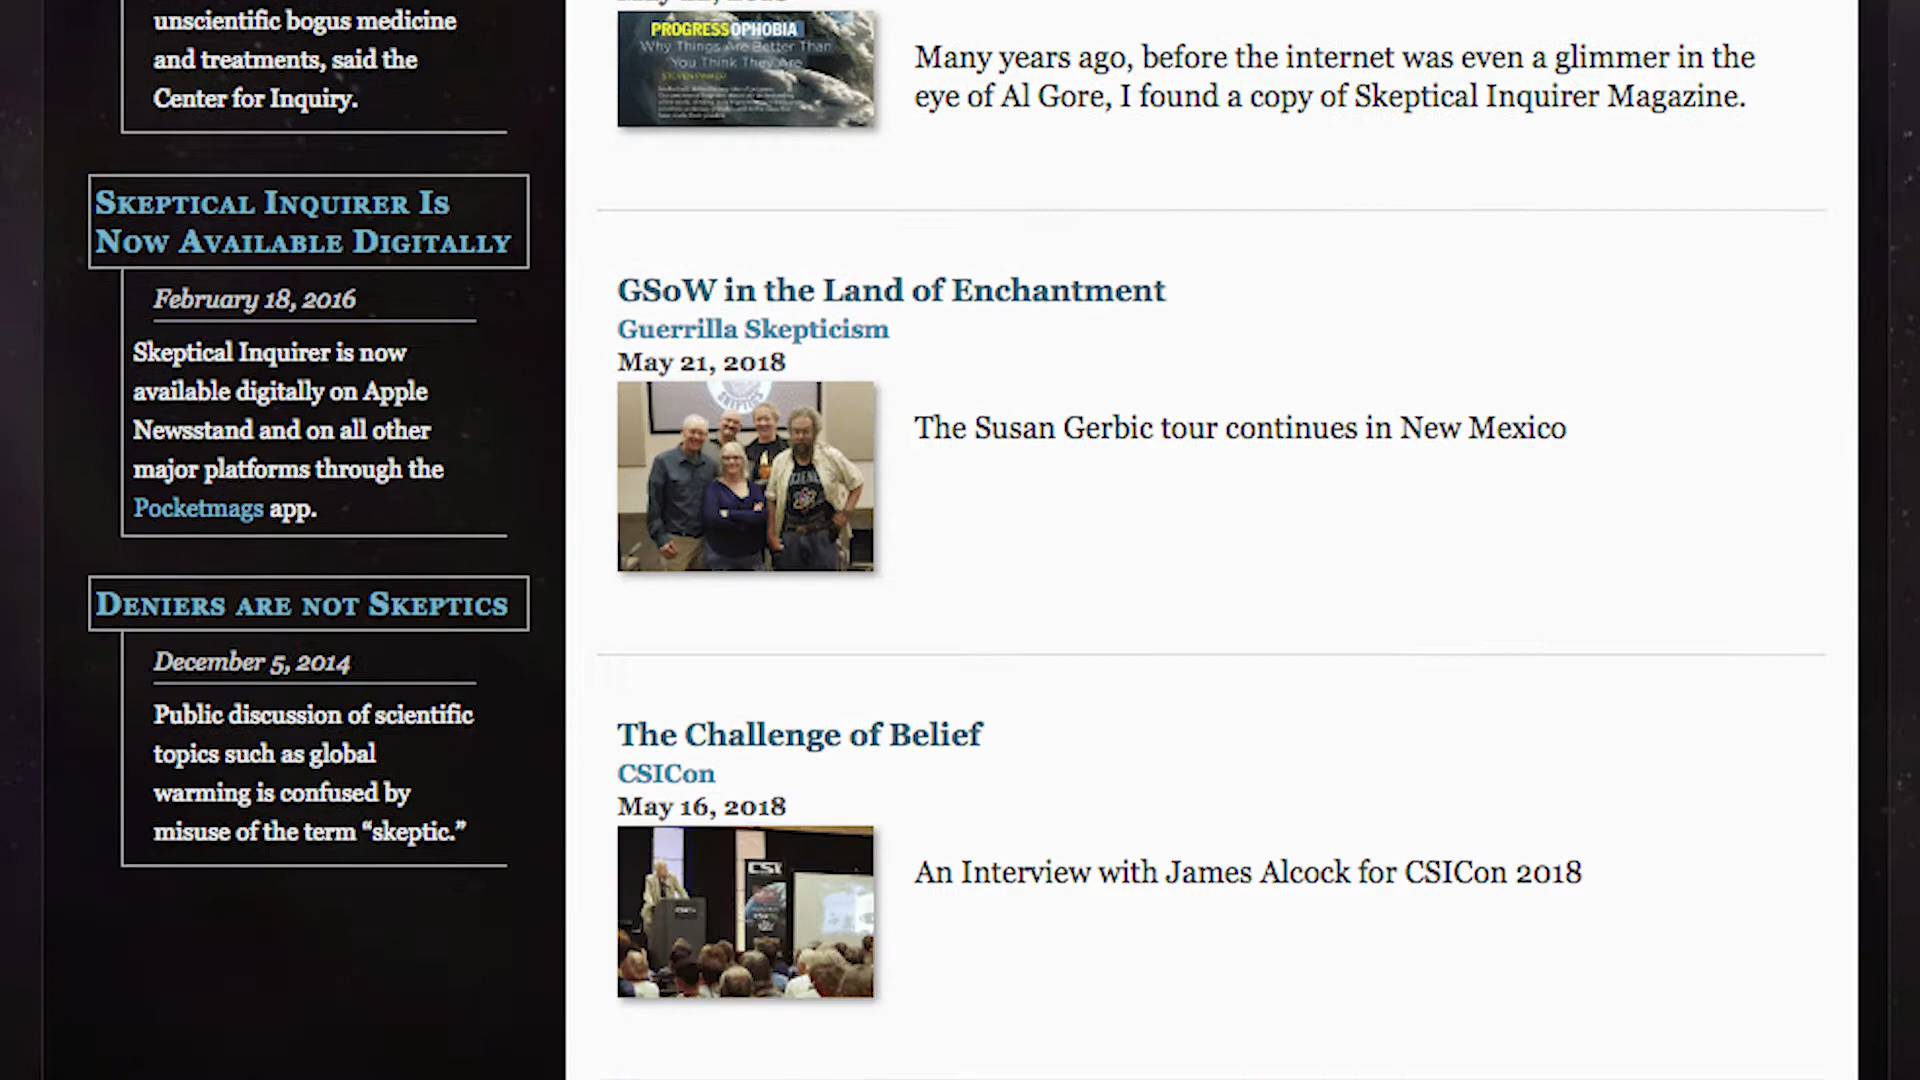 unscientific bogus medicine
and treatments, said the
Center for Inquiry.
Skeptical Inquirer Is
Now Available Digitally
February 18, 2016
Skeptical Inquirer is now
available digitally on Apple
Newsstand and on all other
major platforms through the
Pocketmags app.
Deniers are not Skeptics
December 5, 2014
Public discussion of scientific
topics such as global
warming is confused by
misuse of the term “skeptic.”
PROGRESSOPHOBIA
Why Things Are Better Than
You Think They Are
STEVEN PINKER
Many years ago, before the internet was even a glimmer in the
eye of Al Gore, I found a copy of Skeptical Inquirer Magazine.
GSoW in the Land of Enchantment
Guerrilla Skepticism
May 21, 2018
SKEPTICS
SCIENCE
The Susan Gerbic tour continues in New Mexico
The Challenge of Belief
CSICon
May 16, 2018
CSI
An Interview with James Alcock for CSICon 2018